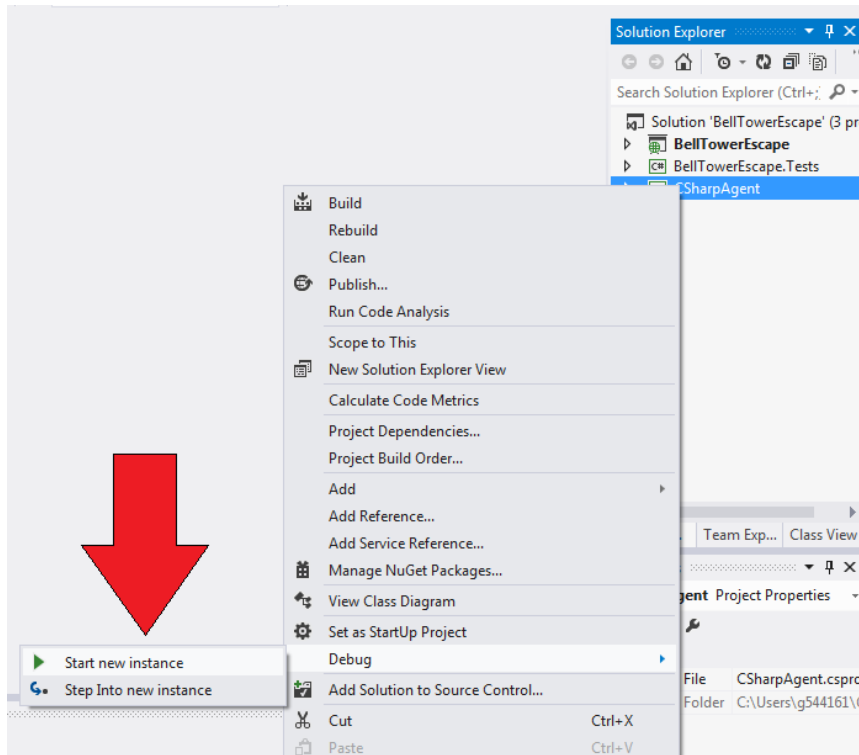 Solution Explorer
Search Solution Explorer (Ctrl+;)
Solution 'BellTowerEscape' (3 pr
BellTowerEscape
C# BellTowerEscape.Tests
CSharpAgent
Build
Rebuild
Clean
Publish...
Run Code Analysis
Scope to This
New Solution Explorer View
Calculate Code Metrics
Project Dependencies...
Project Build Order...
Add
Add Reference...
Add Service Reference...
Manage NuGet Packages...
View Class Diagram
Set as StartUp Project
Debug
Add Solution to Source Control...
Cut Ctrl+X
Paste Ctrl+V
Start new instance
Step Into new instance
Team Exp... Class View
gent Project Properties
File CSharpAgent.cspro
Folder C:\Users\g544161\